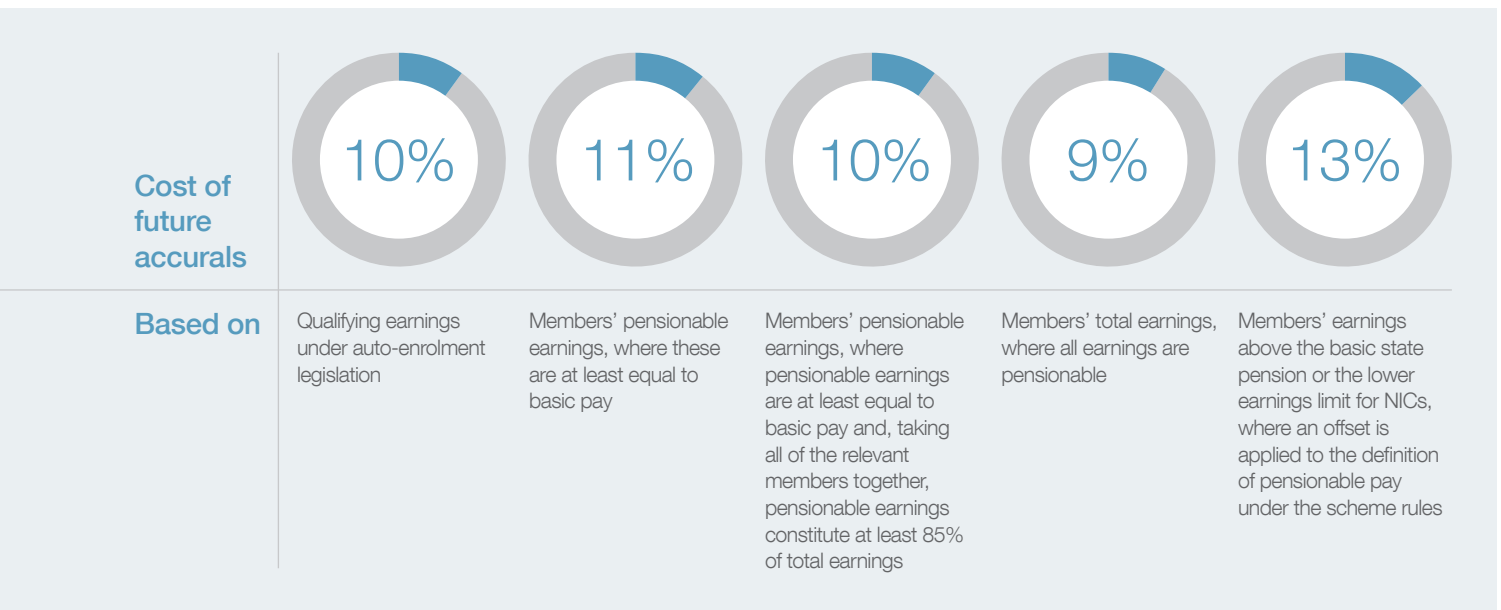 Cost of
future
accurals
10%
11%
10%
9%
13%
Based on
Qualifying earnings
under auto-enrolment
legislation
Members’ pensionable
earnings, where these
are at least equal to
basic pay
Members’ pensionable
earnings, where
pensionable earnings
are at least equal to
basic pay and, taking
all of the relevant
members together,
pensionable earnings
constitute at least 85%
of total earnings
Members’ total earnings,
where all earnings are
pensionable
Members’ earnings
above the basic state
pension or the lower
earnings limit for NICs,
where an offset is
applied to the definition
of pensionable pay
under the scheme rules